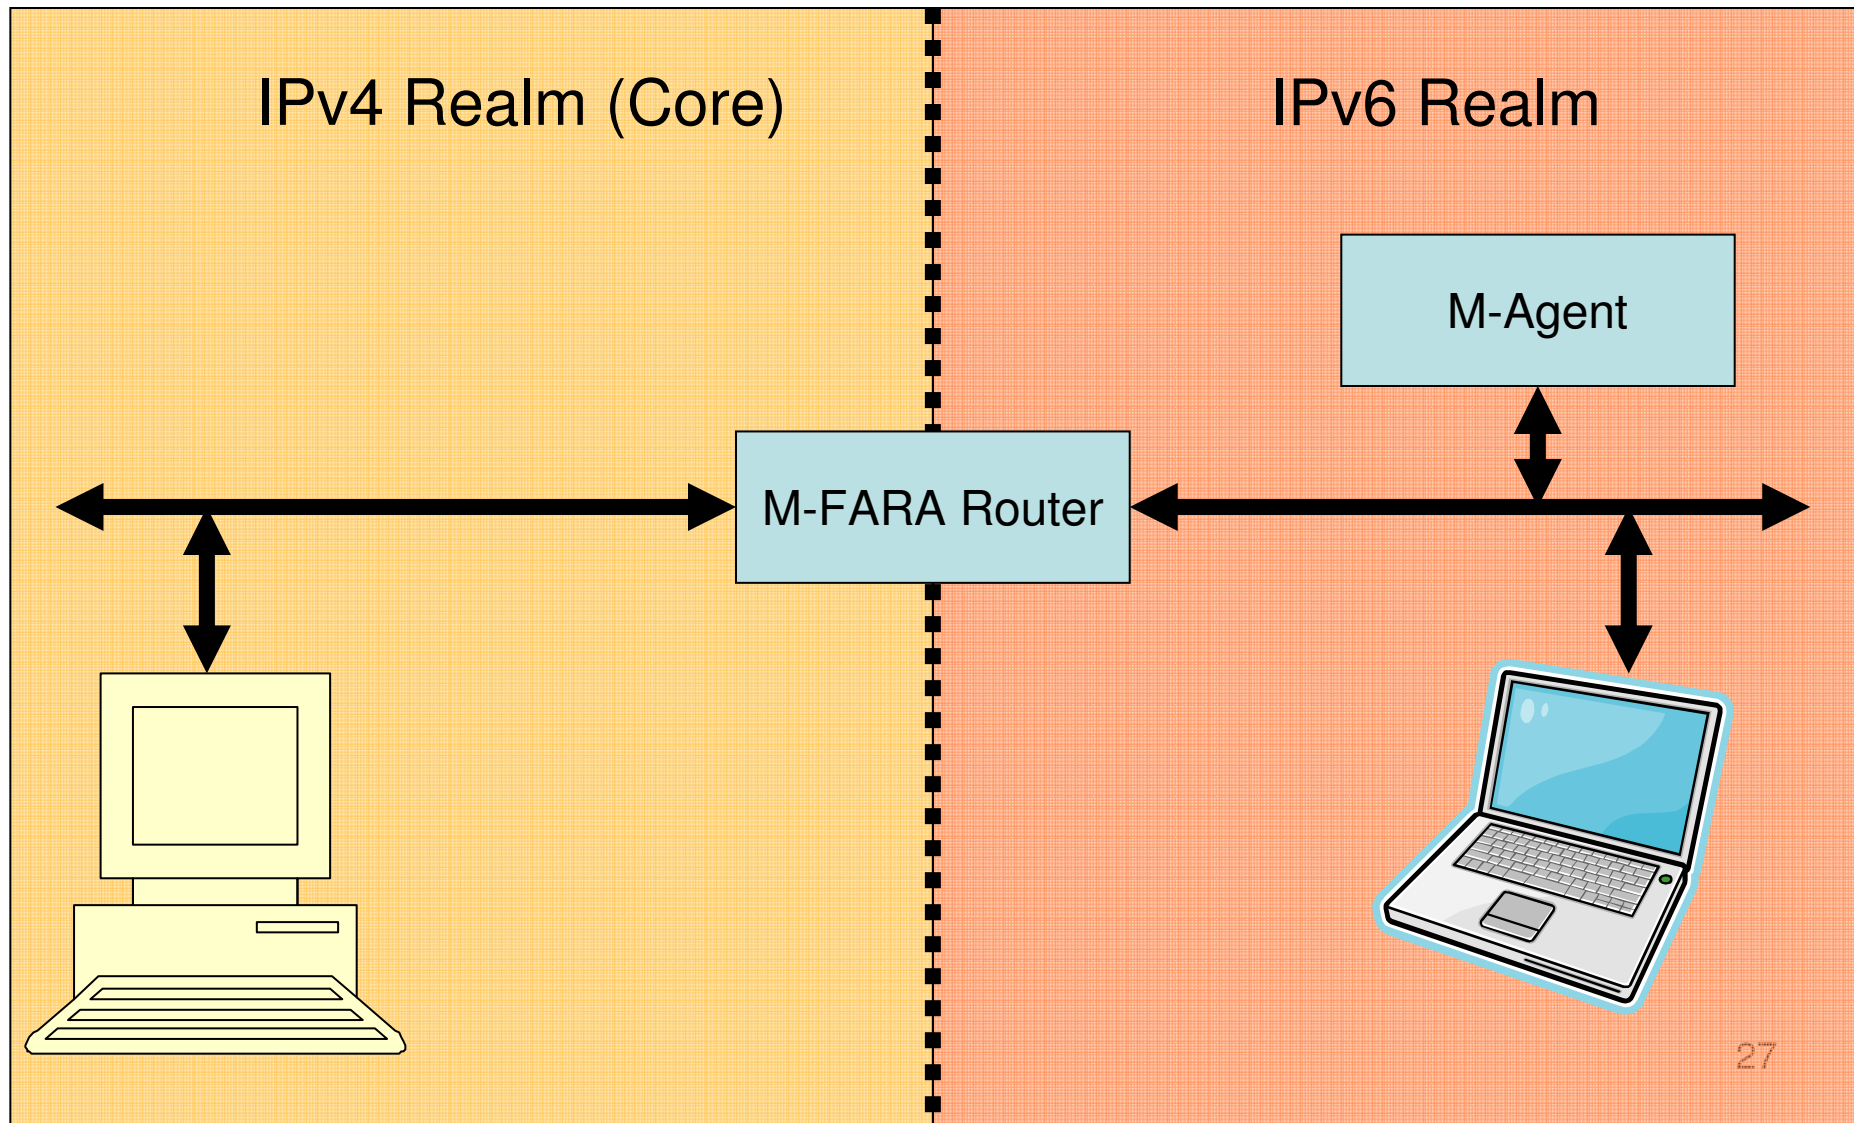 IPv4 Realm (Core)
IPv6 Realm
M-Agent
M-FARA Router
27